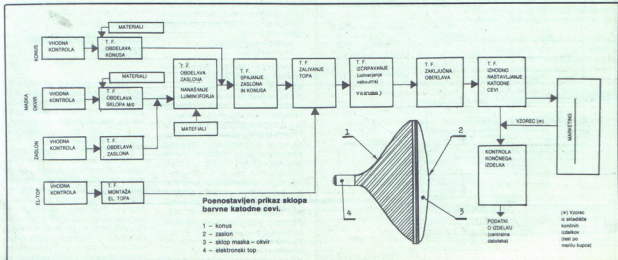 MATERIALI
KONUS
VHODNA
KONTROLA
T. F.
OBDELAVA
KONUSA
MATERIALI
MASKA
OKVIR
VHODNA
KONTROLA
T. F.
OBDELAVA
SKLOPA M/O
T. F.
OBDELAVA
ZASLONA
NANAŠANJE
LUMINOFORJA
MATERIALI
T. F.
SPAJANJE
ZASLONA
IN KONUSA
T. F.
ZALIVANJE
TOPA
T. F.
IZČRPAVANJE
(ustvarjanje
vakuuma)
T. F.
ZAKLJUČNA
OBDELAVA
T. F.
IZHODNO
NASTAVLJANJE
KATODNE
CEVI
MARKETING
VZOREC (*)
ZASLON
VHODNA
KONTROLA
T. F.
OBDELAVA
ZASLONA
KONTROLA
KONČNEGA
IZDELKA
EL-TOP
VHODNA
KONTROLA
T. F.
MONTAŽA
EL. TOPA
PODATKI
O IZDELKU
(centralna
datoteka)
(*) Vzorec
iz skladišča
končnih
izdelkov
(test po
meritvi kupca)
Poenostavljen prikaz sklopa
barvne katodne cevi.
1 – konus
2 – zaslon
3 – sklop maska – okvir
4 – elektronski top
1
2
3
4